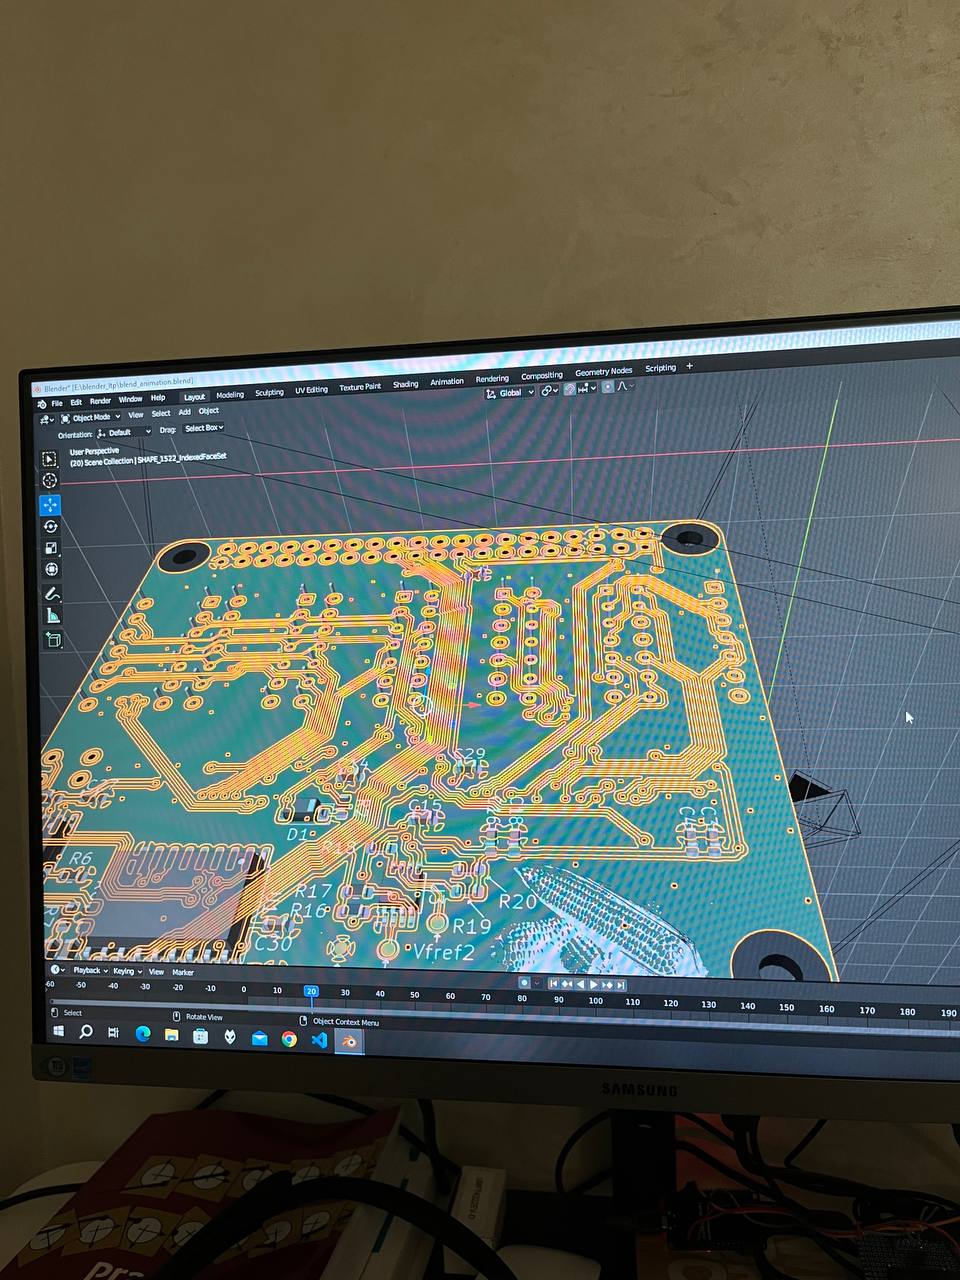 Blender* [E:\blender_ltp\blend_animation.blend]
File Edit Render Window Help Layout Modeling Sculpting UV Editing Texture Paint Shading Animation Rendering Compositing Geometry Nodes Scripting +
Object Mode View Select Add Object Global
Orientation: Default Drag: Select Box
User Perspective
(20) Scene Collection | SHAPE_1522_IndexedFaceSet
C29
C15
D1
R6
R17
R16
R20
R19
C30
Vfref2
Playback Keying View Marker
-60 -50 -40 -30 -20 -10 0 10 20 30 40 50 60 70 80 90 100 110 120 130 140 150 160 170 180 190
Select Rotate View Object Context Menu
SAMSUNG